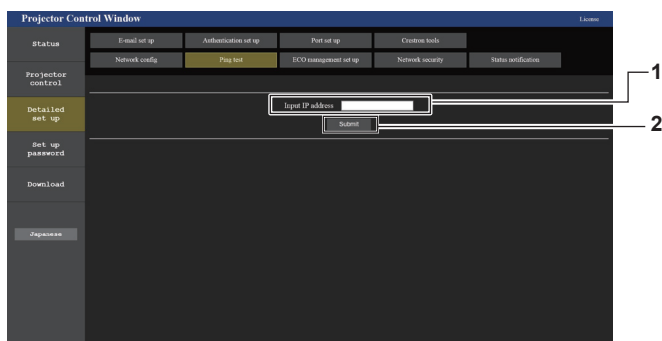 Projector Control Window
License
Status
E-mail set up
Authentication set up
Port set up
Crestron tools
Network config
Ping test
ECO management set up
Network security
Status notification
Projector
control
Detailed
set up
Set up
password
Download
Japanese
Input IP address
Submit
1
2